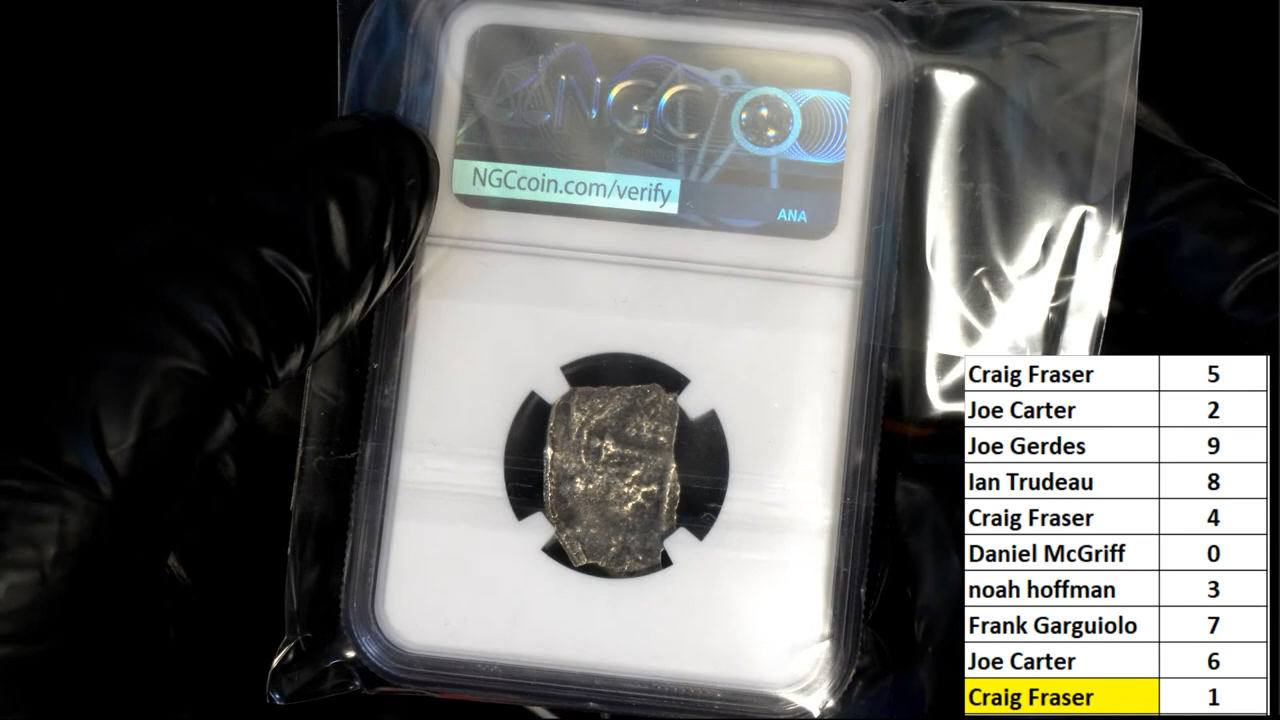 NGC
NGCcoin.com/verify
ANA
Craig Fraser 5
Joe Carter 2
Joe Gerdes 9
Ian Trudeau 8
Craig Fraser 4
Daniel McGriff 0
noah hoffman 3
Frank Garguiolo 7
Joe Carter 6
Craig Fraser 1